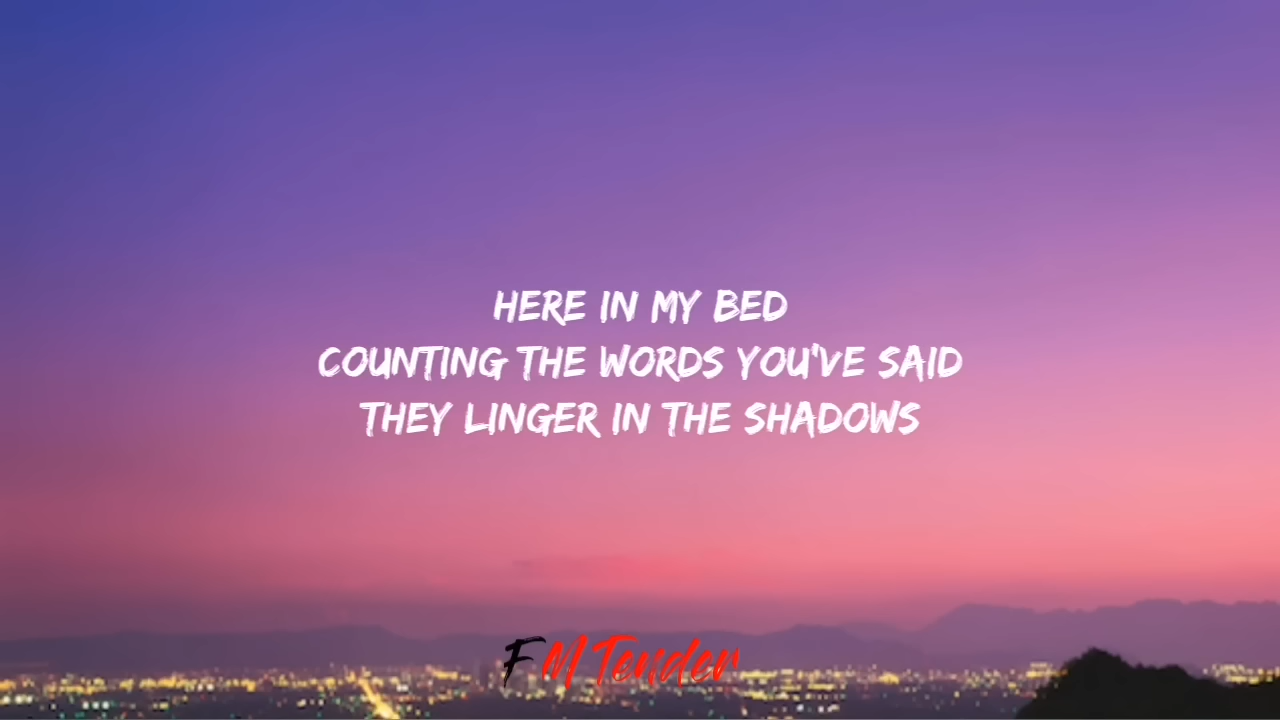 HERE IN MY BED
COUNTING THE WORDS YOU'VE SAID
THEY LINGER IN THE SHADOWS
FM Tender